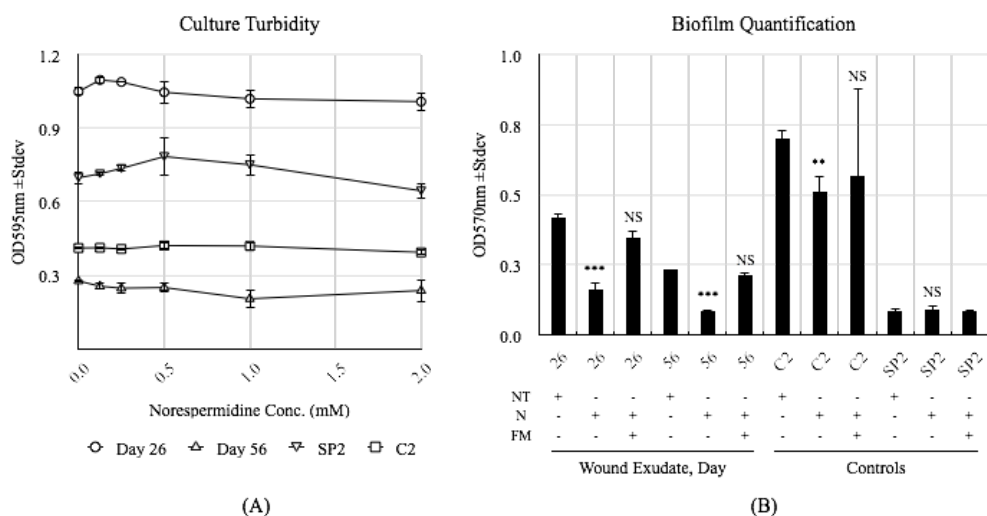 Culture Turbidity
OD595nm ±Stdev
1.2
0.9
0.6
0.3
0.0 0.5 1.0 2.0
Norespermidine Conc. (mM)
Day 26 Day 56 SP2 C2
(A)
Biofilm Quantification
OD570nm ±Stdev
1.0
0.8
0.5
0.3
0.0
*** NS *** NS ** NS NS
26 26 26 56 56 56 C2 C2 C2 SP2 SP2 SP2
NT + - - + - - + - - + - -
N - + + - + + - + + - + +
FM - - + - - + - - + - - +
Wound Exudate, Day Controls
(B)